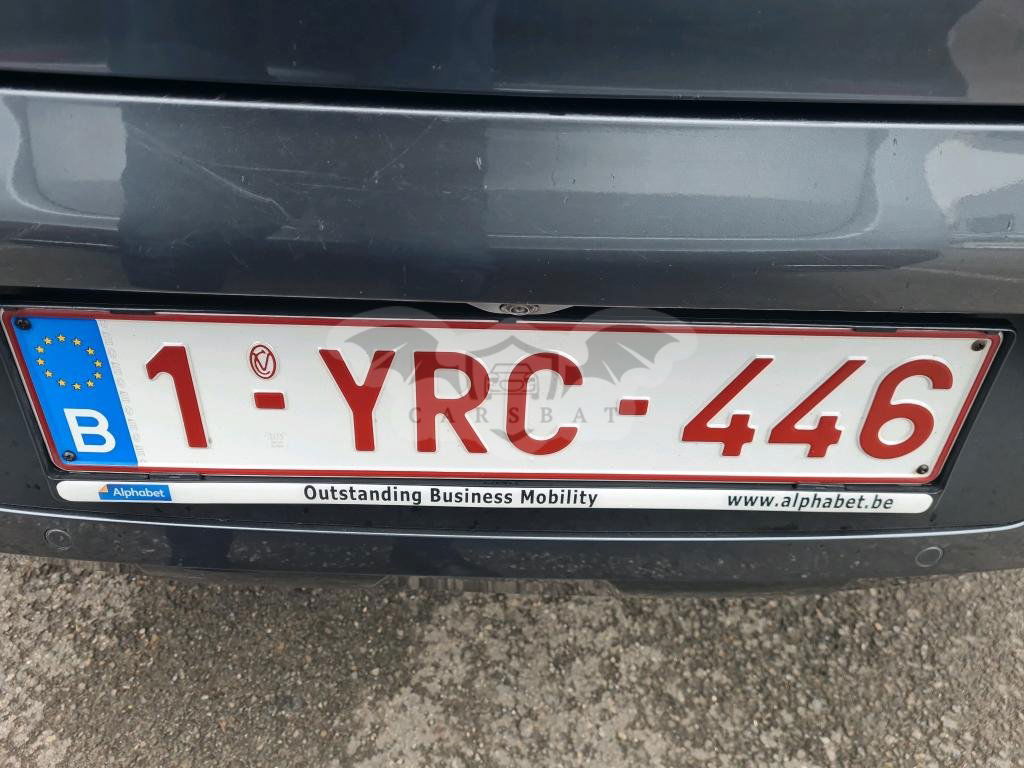 B 1-YRC-446
CARSBAT
Alphabet Outstanding Business Mobility www.alphabet.be